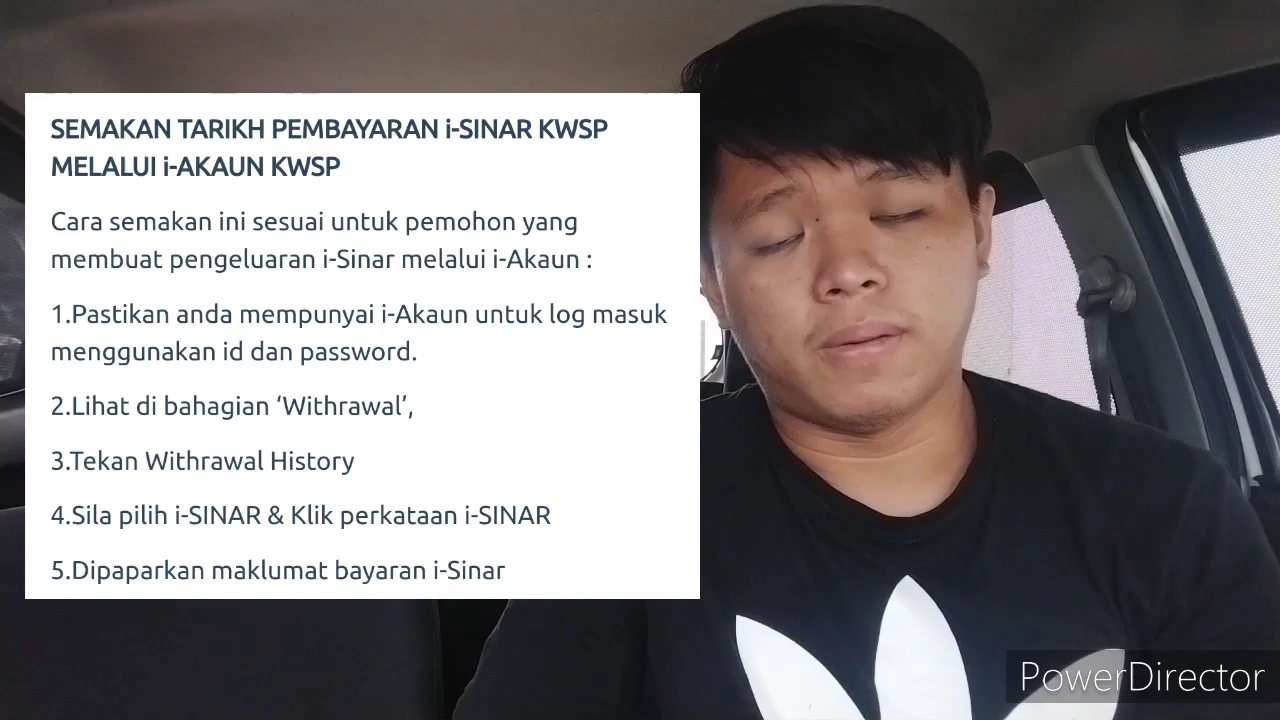 SEMAKAN TARIKH PEMBAYARAN i-SINAR KWSP
MELALUI i-AKAUN KWSP
Cara semakan ini sesuai untuk pemohon yang
membuat pengeluaran i-Sinar melalui i-Akaun :
1.Pastikan anda mempunyai i-Akaun untuk log masuk
menggunakan id dan password.
2.Lihat di bahagian ‘Withrawal’,
3.Tekan Withrawal History
4.Sila pilih i-SINAR & Klik perkataan i-SINAR
5.Dipaparkan maklumat bayaran i-Sinar
PowerDirector